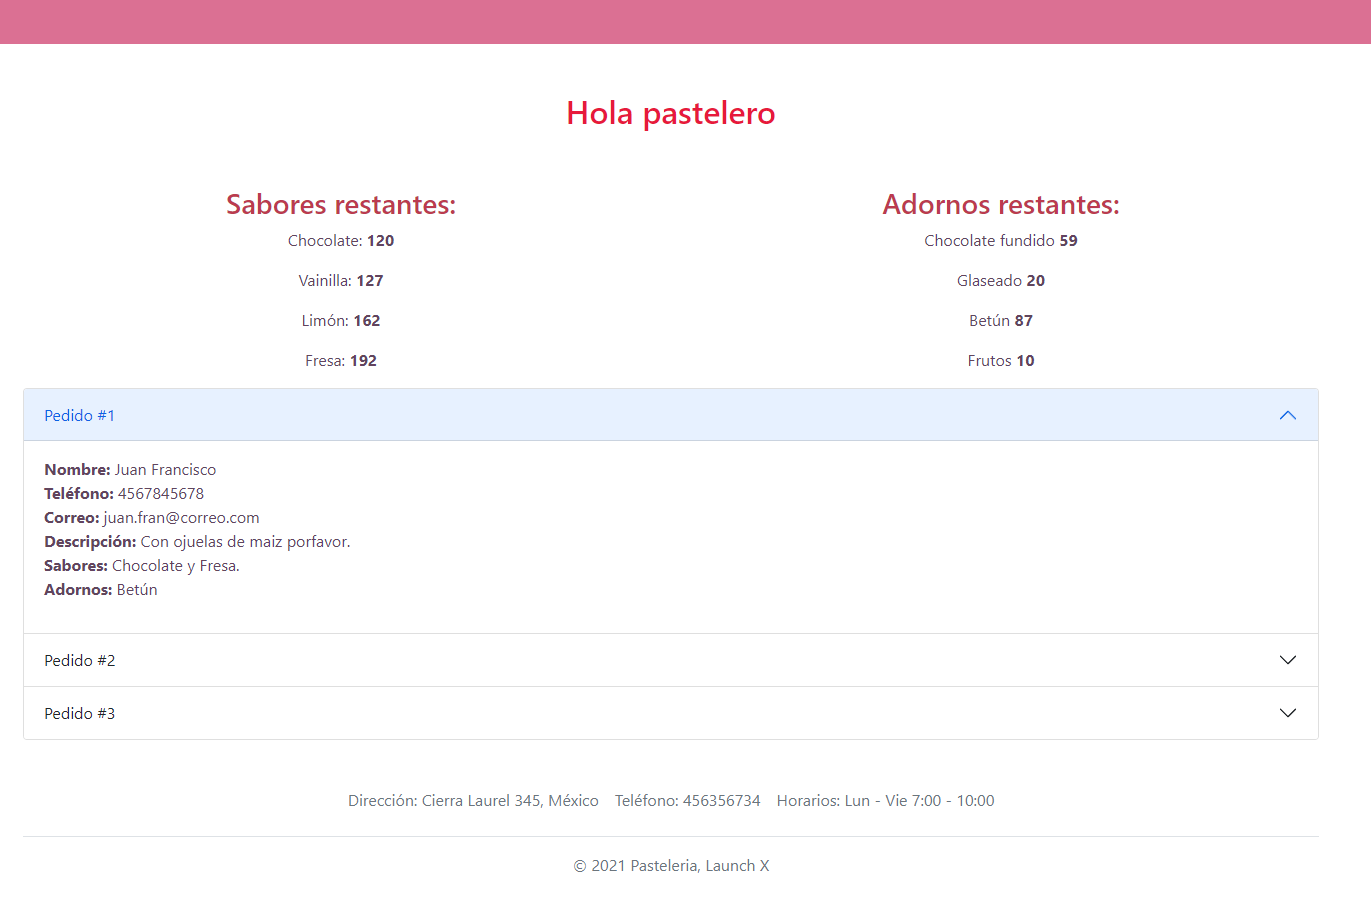 Hola pastelero
Sabores restantes:
Chocolate: 120
Vainilla: 127
Limón: 162
Fresa: 192
Adornos restantes:
Chocolate fundido 59
Glaseado 20
Betún 87
Frutos 10
Pedido #1
Nombre: Juan Francisco
Teléfono: 4567845678
Correo: juan.fran@correo.com
Descripción: Con ojuelas de maiz porfavor.
Sabores: Chocolate y Fresa.
Adornos: Betún
Pedido #2
Pedido #3
Dirección: Cierra Laurel 345, México Teléfono: 456356734 Horarios: Lun - Vie 7:00 - 10:00
© 2021 Pasteleria, Launch X